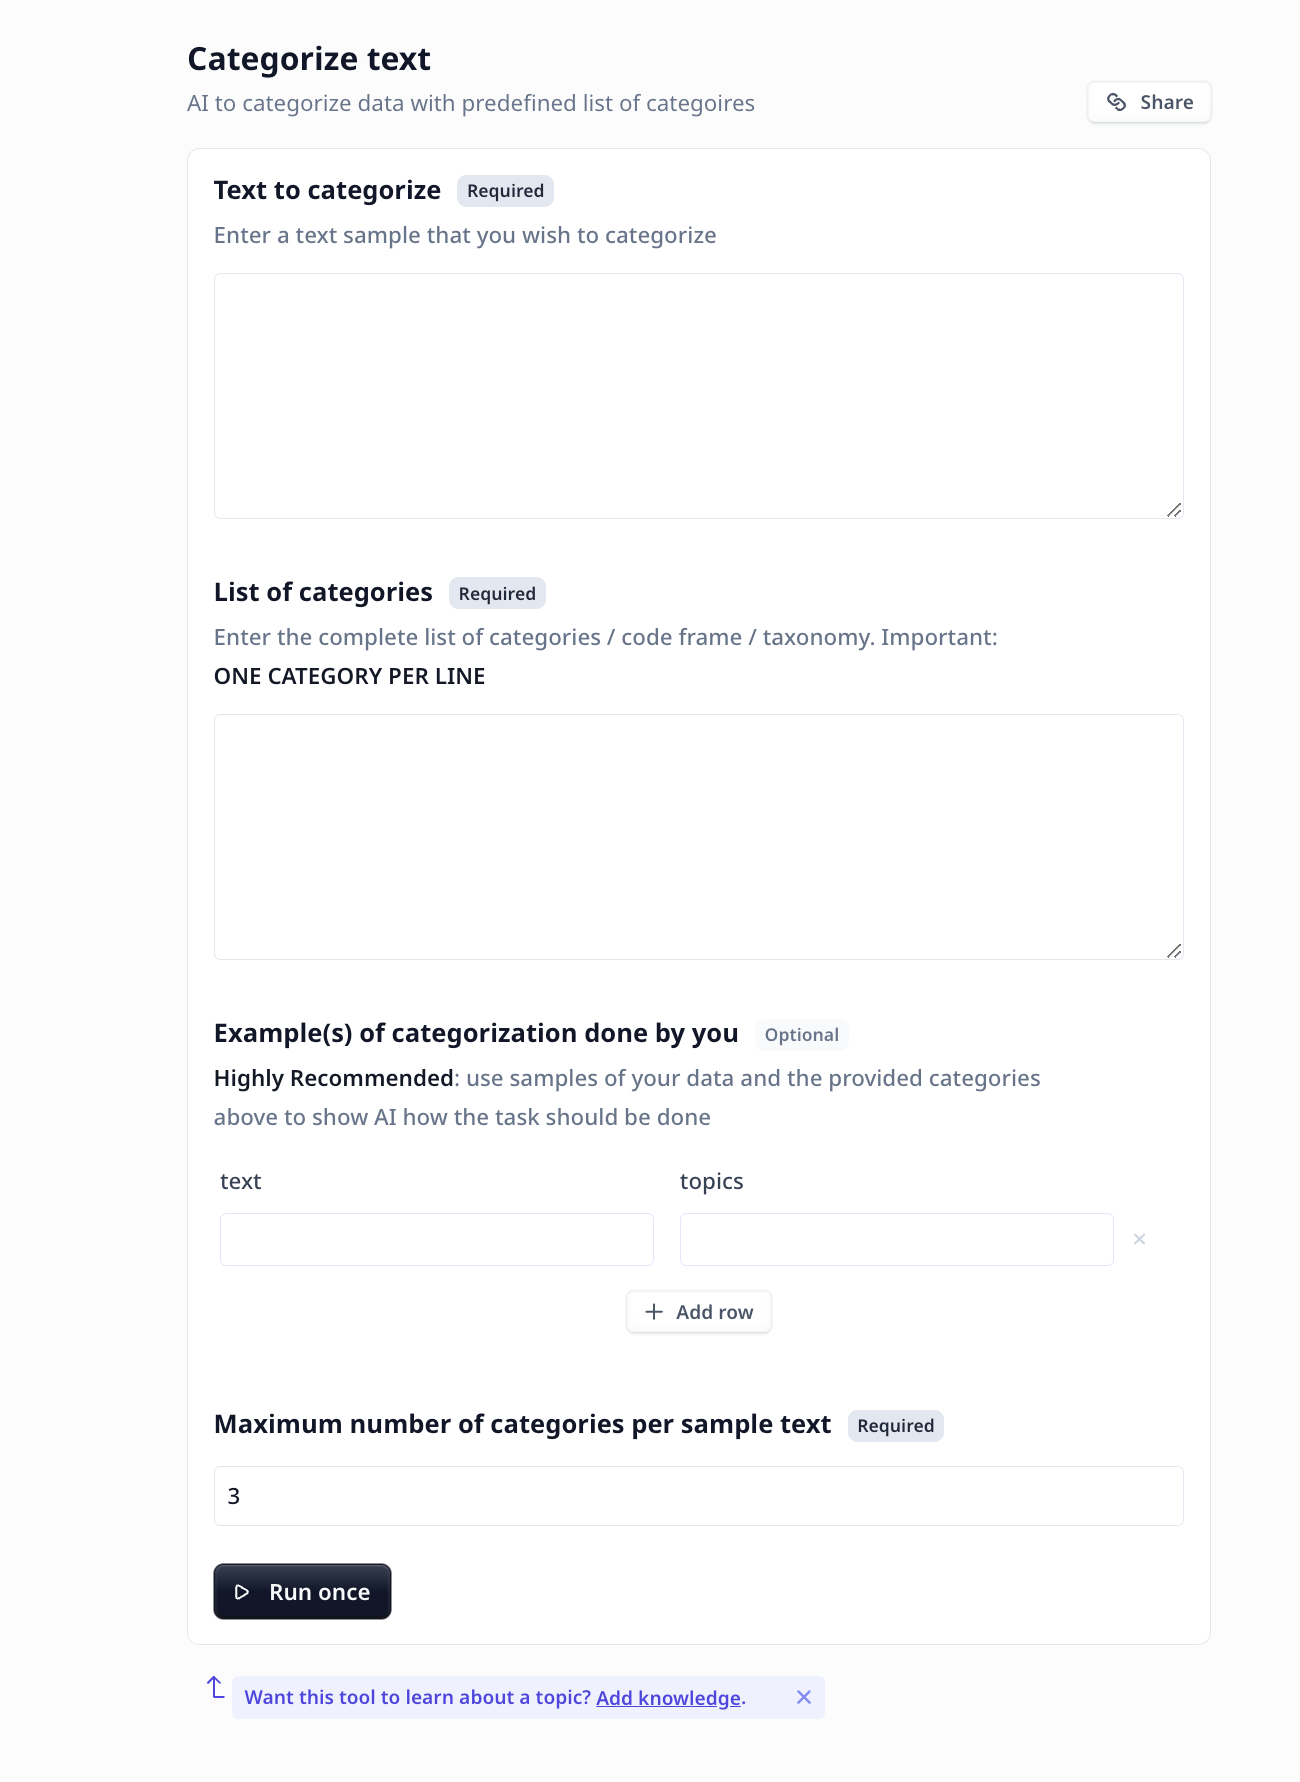 Categorize text
AI to categorize data with predefined list of categoires
Share
Text to categorize Required
Enter a text sample that you wish to categorize
List of categories Required
Enter the complete list of categories / code frame / taxonomy. Important:
ONE CATEGORY PER LINE
Example(s) of categorization done by you Optional
Highly Recommended: use samples of your data and the provided categories
above to show AI how the task should be done
text topics
Add row
Maximum number of categories per sample text Required
3
Run once
Want this tool to learn about a topic? Add knowledge.